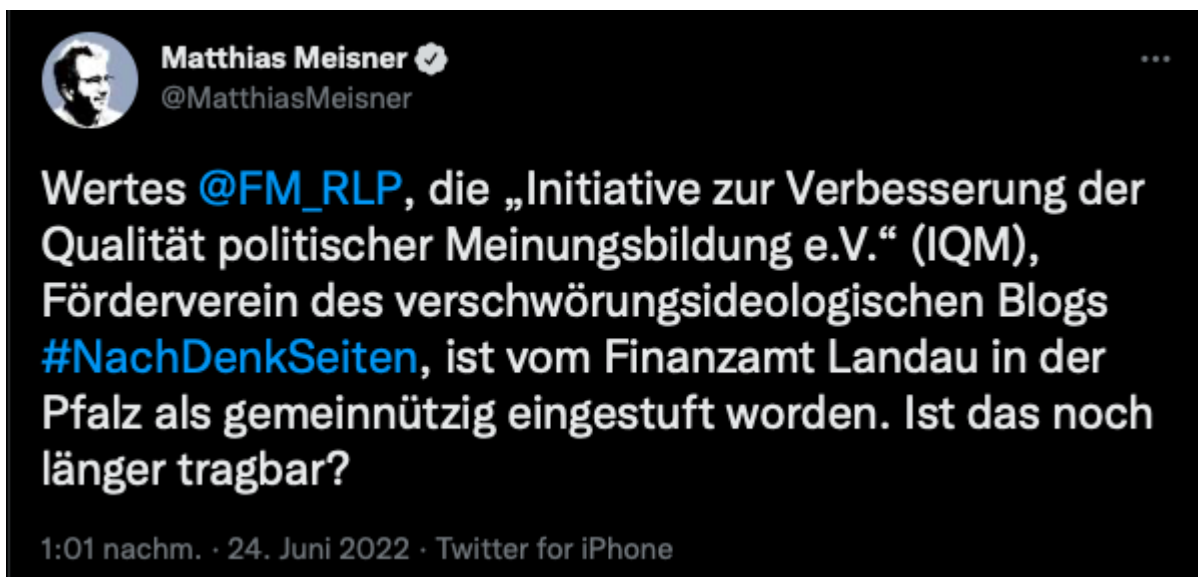 Matthias Meisner
@MatthiasMeisner
Wertes @FM_RLP, die „Initiative zur Verbesserung der
Qualität politischer Meinungsbildung e.V.“ (IQM),
Förderverein des verschwörungsideologischen Blogs
#NachDenkSeiten, ist vom Finanzamt Landau in der
Pfalz als gemeinnützig eingestuft worden. Ist das noch
länger tragbar?
1:01 nachm. · 24. Juni 2022 · Twitter for iPhone